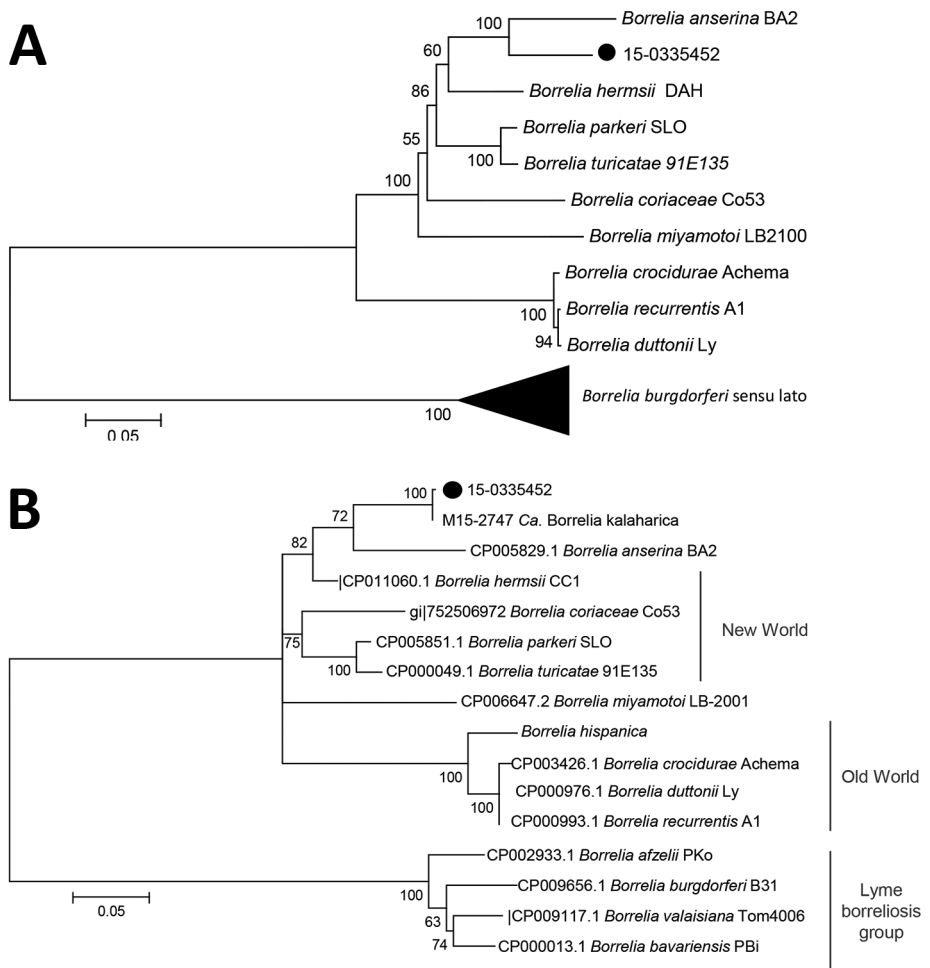 A
100
Borrelia anserina BA2
15-0335452
60
86
Borrelia hermsii DAH
55
Borrelia parkeri SLO
100
Borrelia turicatae 91E135
100
Borrelia coriaceae Co53
Borrelia miyamotoi LB2100
Borrelia crocidurae Achema
100
Borrelia recurrentis A1
94
Borrelia duttonii Ly
100
Borrelia burgdorferi sensu lato
0.05
B
100
15-0335452
72
M15-2747 Ca. Borrelia kalaharica
82
CP005829.1 Borrelia anserina BA2
|CP011060.1 Borrelia hermsii CC1
gi|752506972 Borrelia coriaceae Co53
75
CP005851.1 Borrelia parkeri SLO
100
CP000049.1 Borrelia turicatae 91E135
New World
CP006647.2 Borrelia miyamotoi LB-2001
Borrelia hispanica
100
CP003426.1 Borrelia crocidurae Achema
CP000976.1 Borrelia duttonii Ly
100
CP000993.1 Borrelia recurrentis A1
Old World
CP002933.1 Borrelia afzelii PKo
100
CP009656.1 Borrelia burgdorferi B31
63
|CP009117.1 Borrelia valaisiana Tom4006
74
CP000013.1 Borrelia bavariensis PBi
Lyme
borreliosis
group
0.05